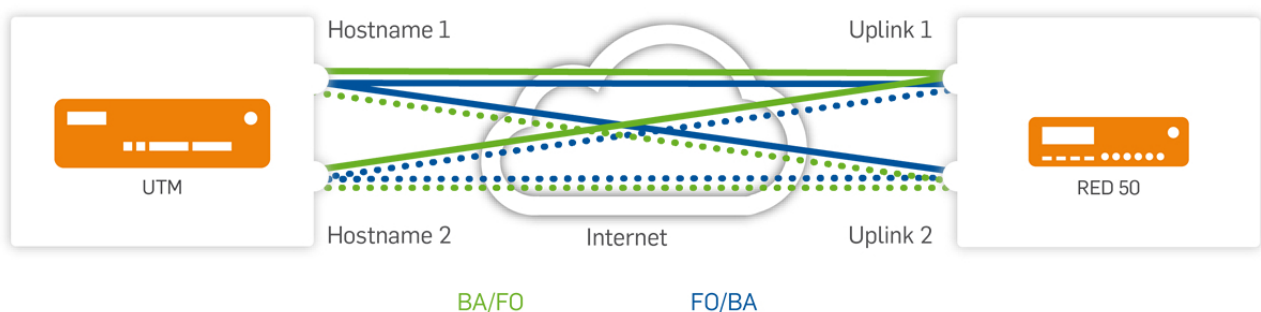 Hostname 1
Uplink 1
UTM
RED 50
Hostname 2
Internet
Uplink 2
BA/FO
FO/BA